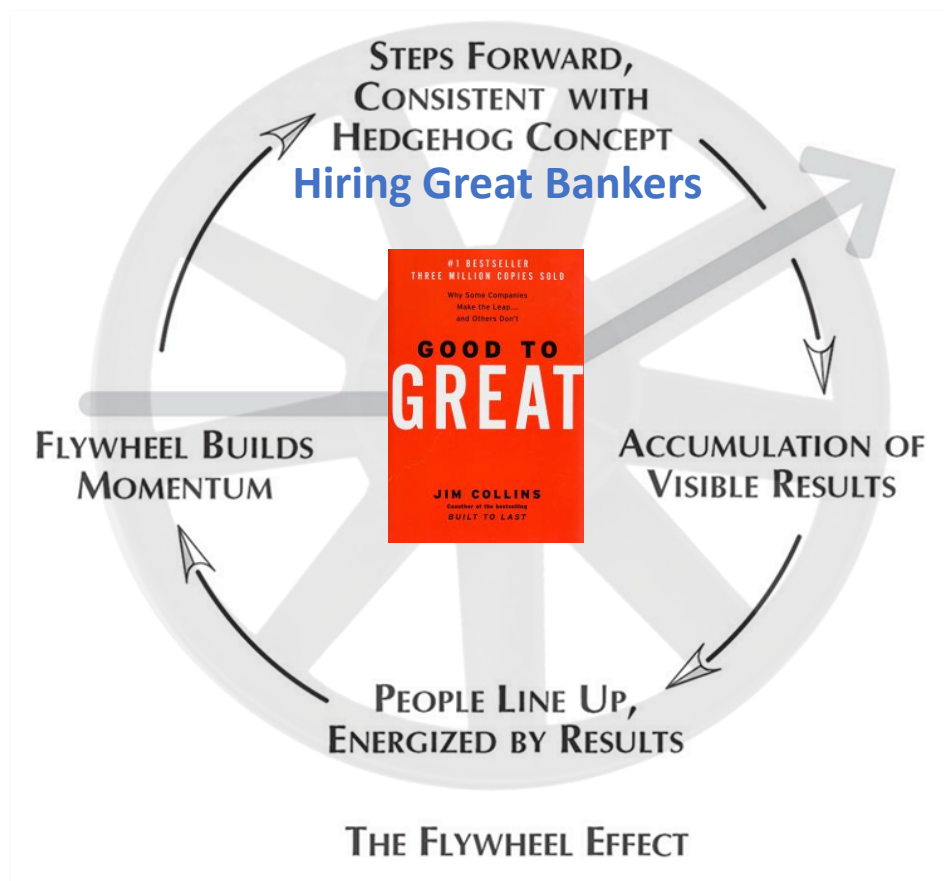 STEPS FORWARD,
CONSISTENT WITH
HEDGEHOG CONCEPT
Hiring Great Bankers
#1 BESTSELLER
THREE MILLION COPIES SOLD
Why Some Companies
Make the Leap...
and Others Don't
GOOD TO
GREAT
JIM COLLINS
Coauthor of the bestselling
BUILT TO LAST
FLYWHEEL BUILDS
MOMENTUM
ACCUMULATION OF
VISIBLE RESULTS
PEOPLE LINE UP,
ENERGIZED BY RESULTS
THE FLYWHEEL EFFECT